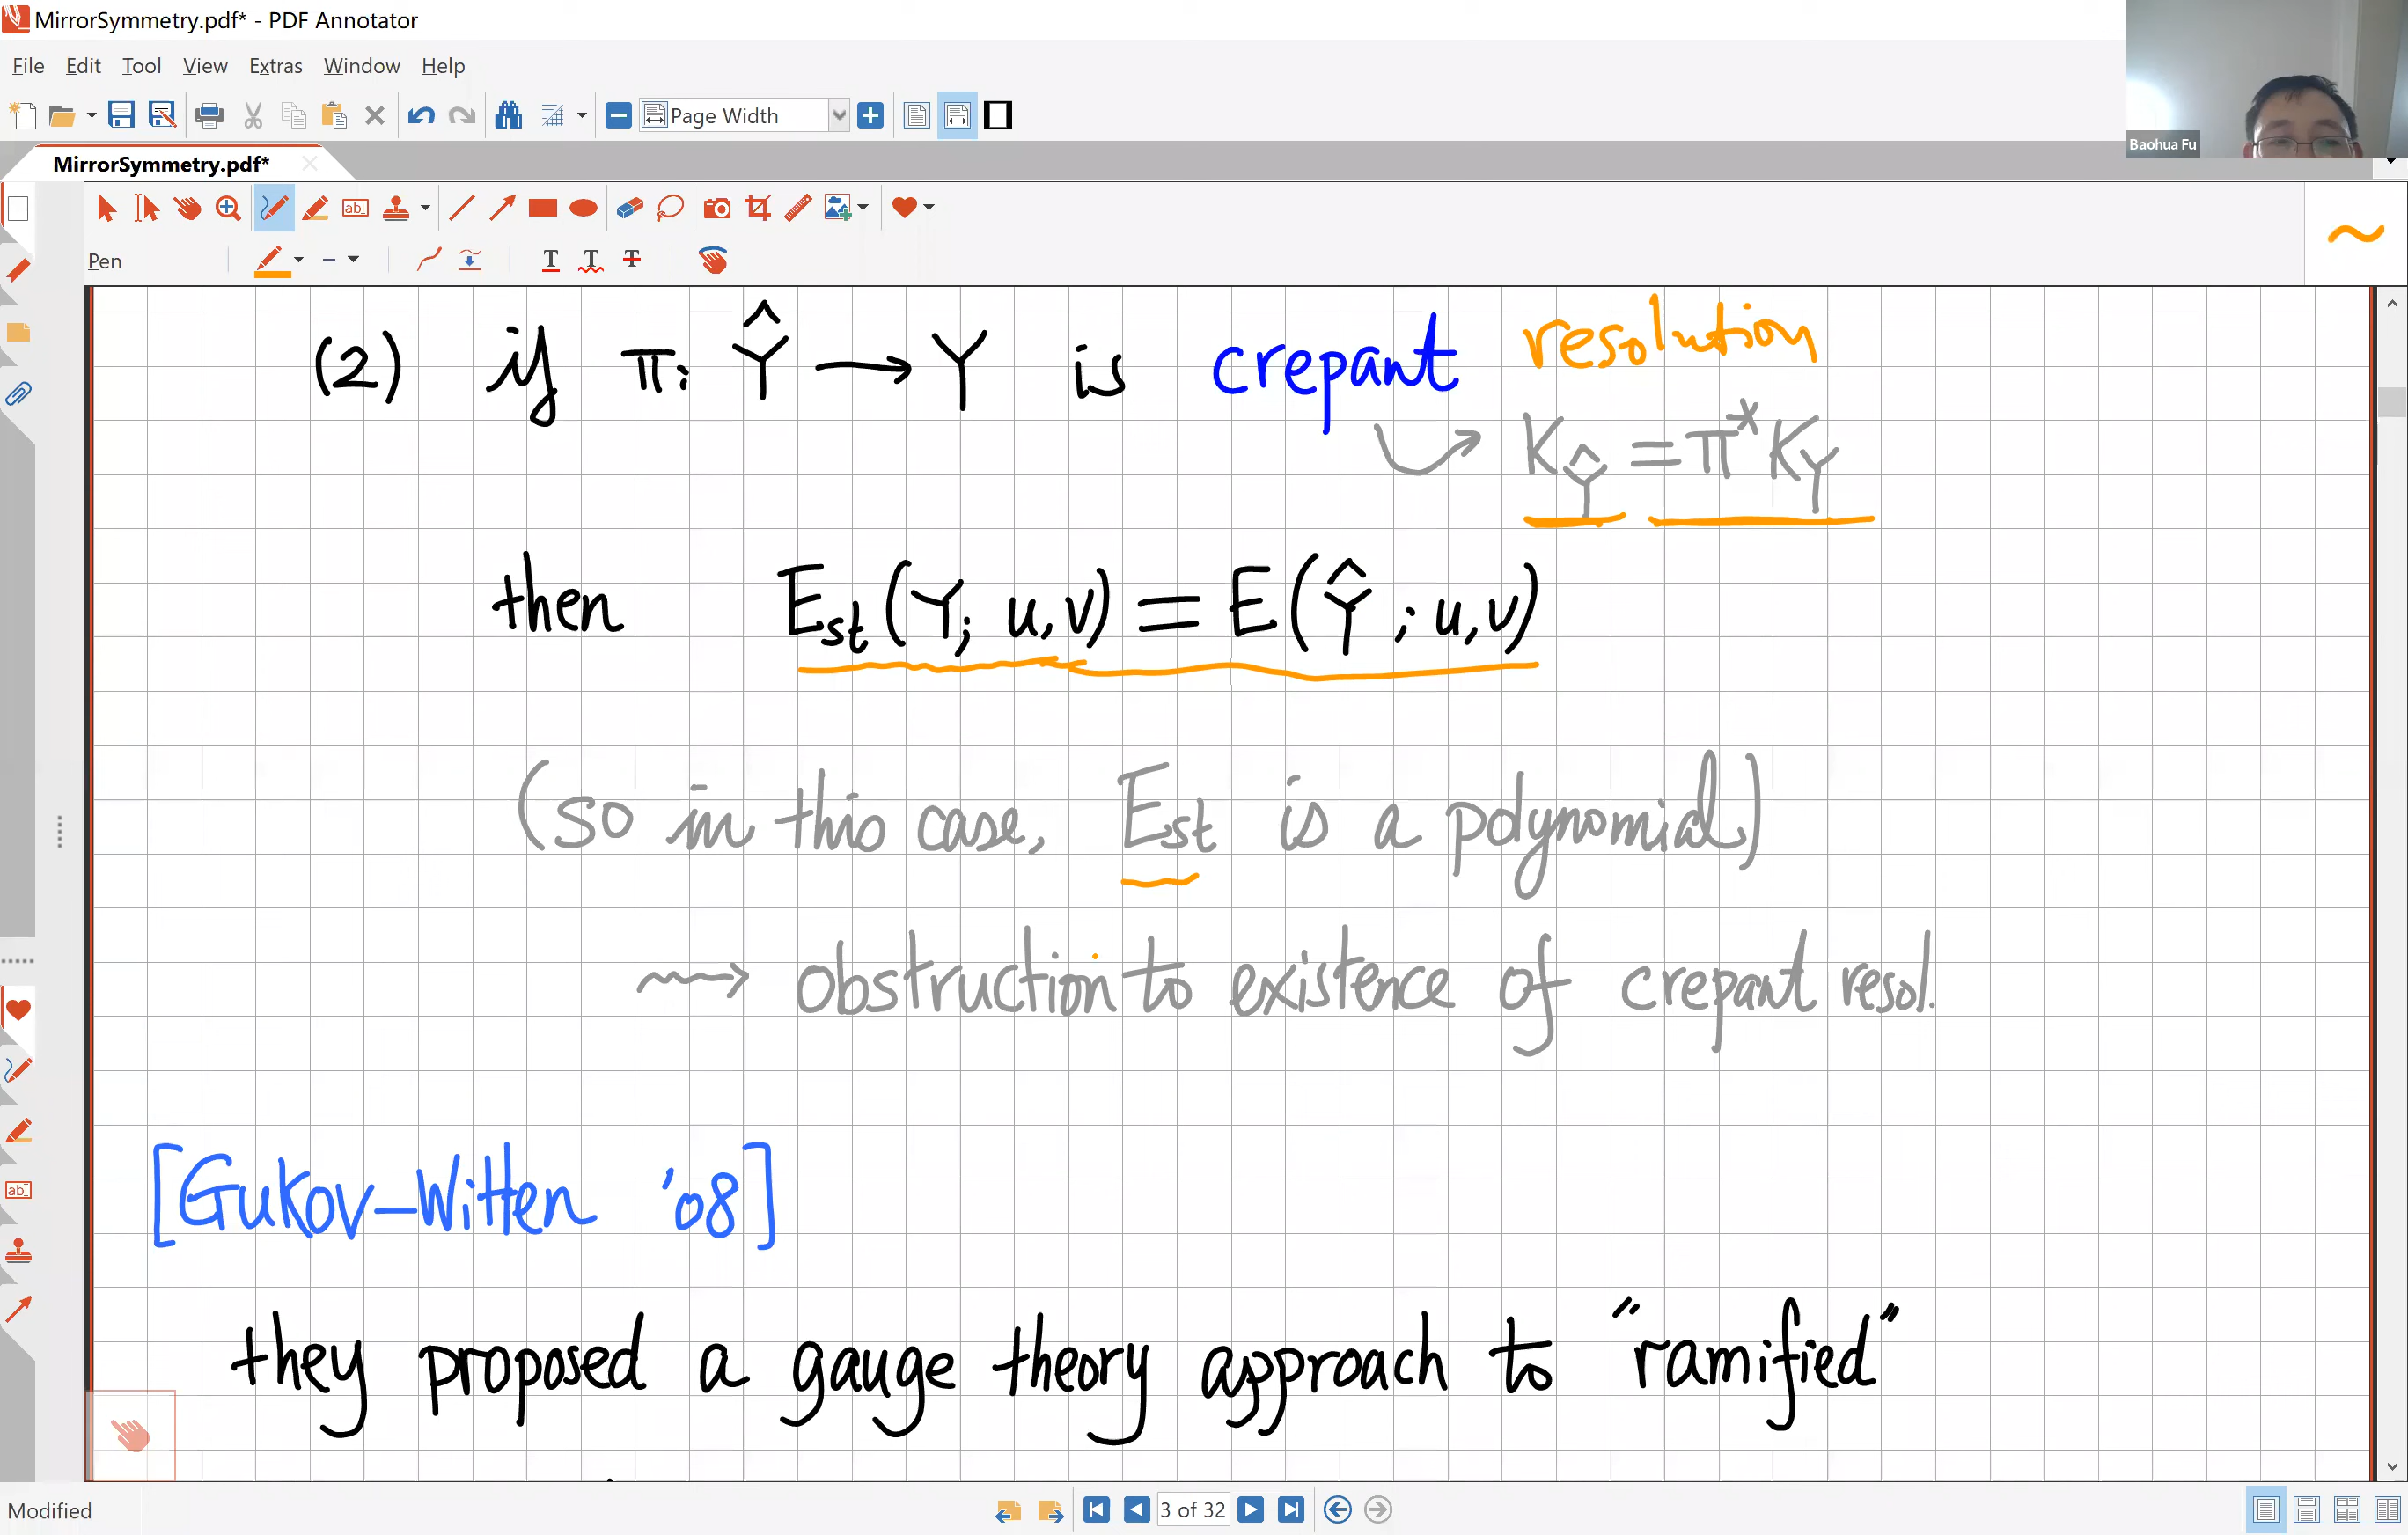 MirrorSymmetry.pdf* - PDF Annotator
File Edit Tool View Extras Window Help
Page Width
Baohua Fu
MirrorSymmetry.pdf*
Pen
(2) if π: Ŷ → Y is crepant resolution
K_Ŷ = π* K_Y
then E_st(Y; u,v) = E(Ŷ; u,v)
(so in this case, E_st is a polynomial)
⇝ obstruction to existence of crepant resol.
[Gukov-Witten '08]
they proposed a gauge theory approach to "ramified"
Modified
3 of 32